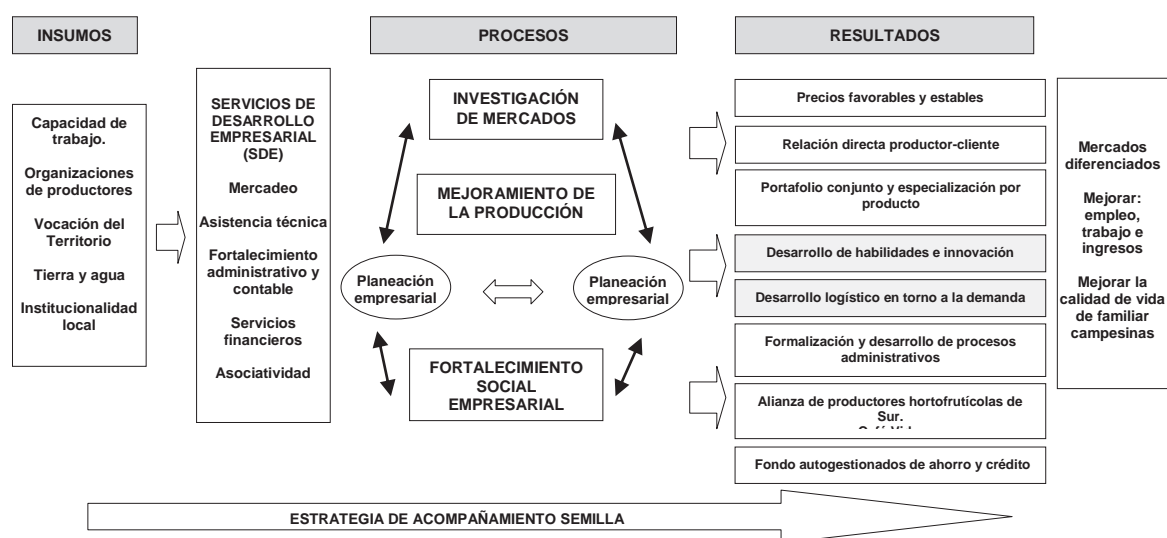 INSUMOS
PROCESOS
RESULTADOS
Capacidad de
trabajo.
Organizaciones
de productores
Vocación del
Territorio
Tierra y agua
Institucionalidad
local
SERVICIOS DE
DESARROLLO
EMPRESARIAL
(SDE)
Mercadeo
Asistencia técnica
Fortalecimiento
administrativo y
contable
Servicios
financieros
Asociatividad
INVESTIGACIÓN
DE MERCADOS
MEJORAMIENTO DE
LA PRODUCCIÓN
Planeación
empresarial
Planeación
empresarial
FORTALECIMIENTO
SOCIAL
EMPRESARIAL
Precios favorables y estables
Relación directa productor-cliente
Portafolio conjunto y especialización por
producto
Desarrollo de habilidades e innovación
Desarrollo logístico en torno a la demanda
Formalización y desarrollo de procesos
administrativos
Alianza de productores hortofrutícolas de
Sur.
Fondo autogestionados de ahorro y crédito
Mercados
diferenciados
Mejorar:
empleo,
trabajo e
ingresos
Mejorar la
calidad de vida
de familiar
campesinas
ESTRATEGIA DE ACOMPAÑAMIENTO SEMILLA